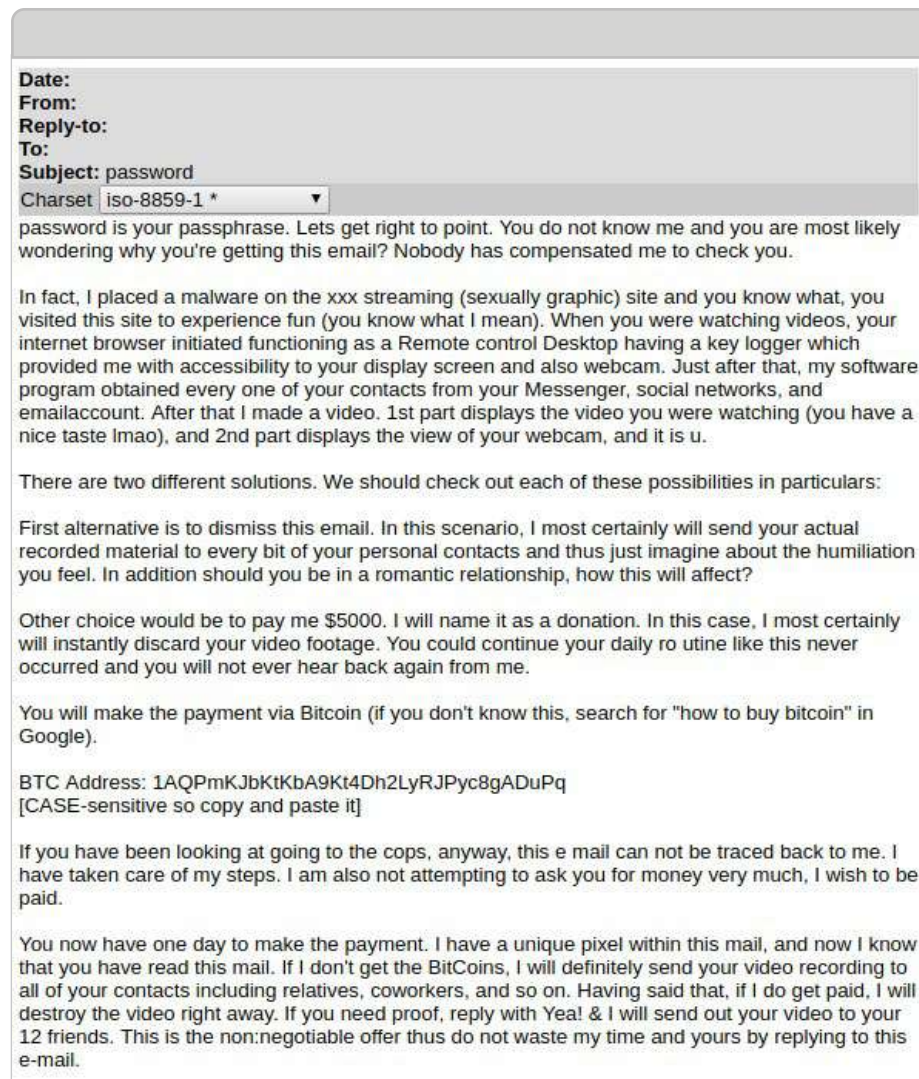 Date:
From:
Reply-to:
To:
Subject: password
Charset iso-8859-1 *
password is your passphrase. Lets get right to point. You do not know me and you are most likely
wondering why you're getting this email? Nobody has compensated me to check you.
In fact, I placed a malware on the xxx streaming (sexually graphic) site and you know what, you
visited this site to experience fun (you know what I mean). When you were watching videos, your
internet browser initiated functioning as a Remote control Desktop having a key logger which
provided me with accessibility to your display screen and also webcam. Just after that, my software
program obtained every one of your contacts from your Messenger, social networks, and
emailaccount. After that I made a video. 1st part displays the video you were watching (you have a
nice taste lmao), and 2nd part displays the view of your webcam, and it is u.
There are two different solutions. We should check out each of these possibilities in particulars:
First alternative is to dismiss this email. In this scenario, I most certainly will send your actual
recorded material to every bit of your personal contacts and thus just imagine about the humiliation
you feel. In addition should you be in a romantic relationship, how this will affect?
Other choice would be to pay me $5000. I will name it as a donation. In this case, I most certainly
will instantly discard your video footage. You could continue your daily ro utine like this never
occurred and you will not ever hear back again from me.
You will make the payment via Bitcoin (if you don't know this, search for "how to buy bitcoin" in
Google).
BTC Address: 1AQPmKJbKtKbA9Kt4Dh2LyRJPyc8gADuPq
[CASE-sensitive so copy and paste it]
If you have been looking at going to the cops, anyway, this e mail can not be traced back to me. I
have taken care of my steps. I am also not attempting to ask you for money very much, I wish to be
paid.
You now have one day to make the payment. I have a unique pixel within this mail, and now I know
that you have read this mail. If I don't get the BitCoins, I will definitely send your video recording to
all of your contacts including relatives, coworkers, and so on. Having said that, if I do get paid, I will
destroy the video right away. If you need proof, reply with Yea! & I will send out your video to your
12 friends. This is the non:negotiable offer thus do not waste my time and yours by replying to this
e-mail.